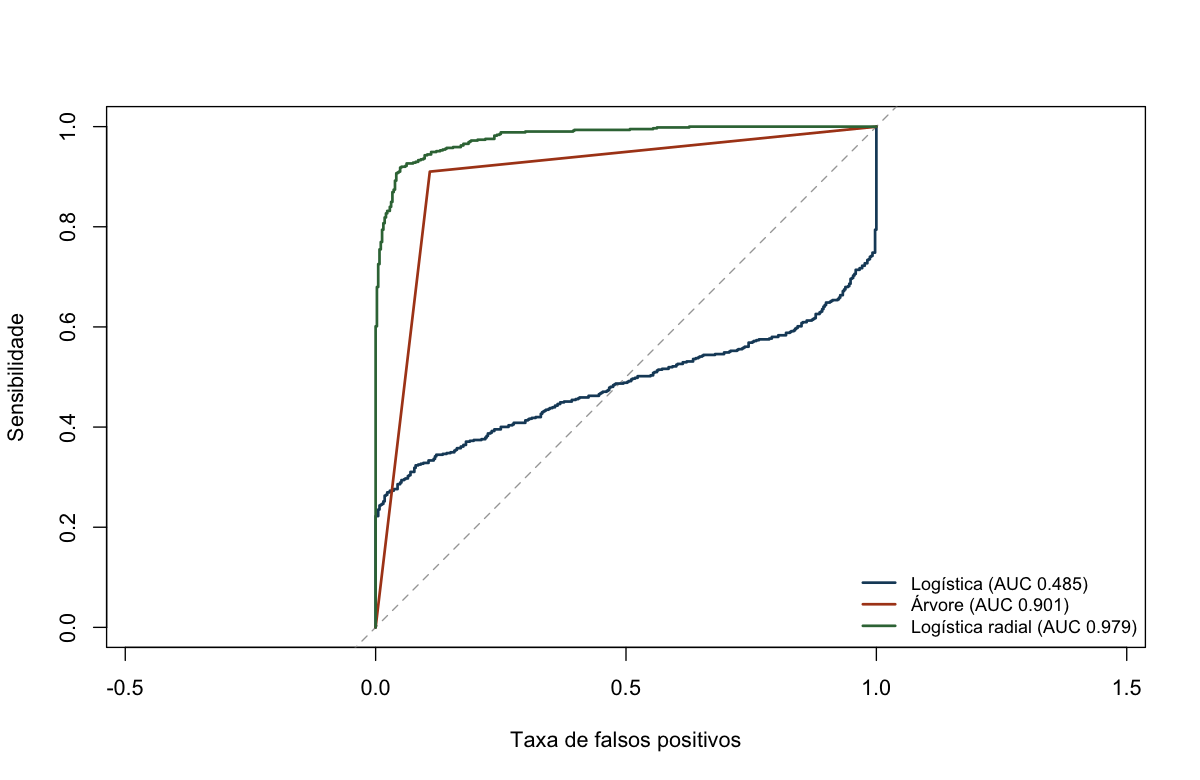 Sensibilidade
1.0
0.8
0.6
0.4
0.2
0.0
Logística (AUC 0.485)
Árvore (AUC 0.901)
Logística radial (AUC 0.979)
-0.5 0.0 0.5 1.0 1.5
Taxa de falsos positivos